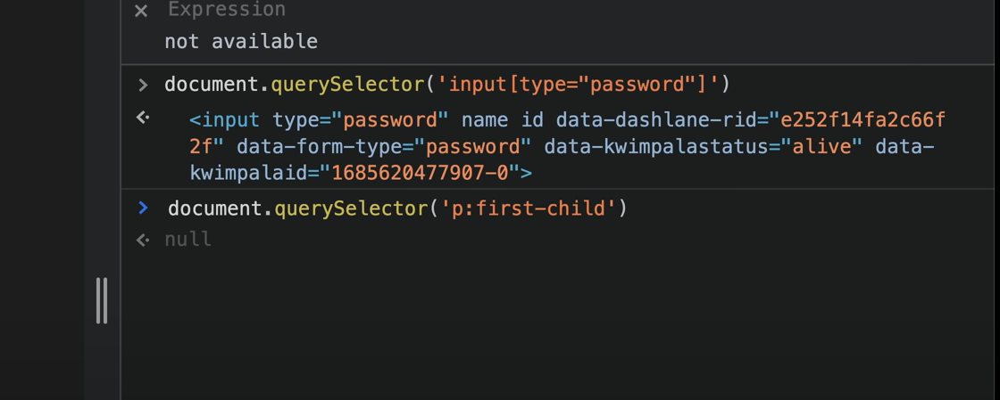 Expression
not available
document.querySelector('input[type="password"]')
<input type="password" name id data-dashlane-rid="e252f14fa2c66f
2f" data-form-type="password" data-kwimpalastatus="alive" data-
kwimpalaid="1685620477907-0">
document.querySelector('p:first-child')
null